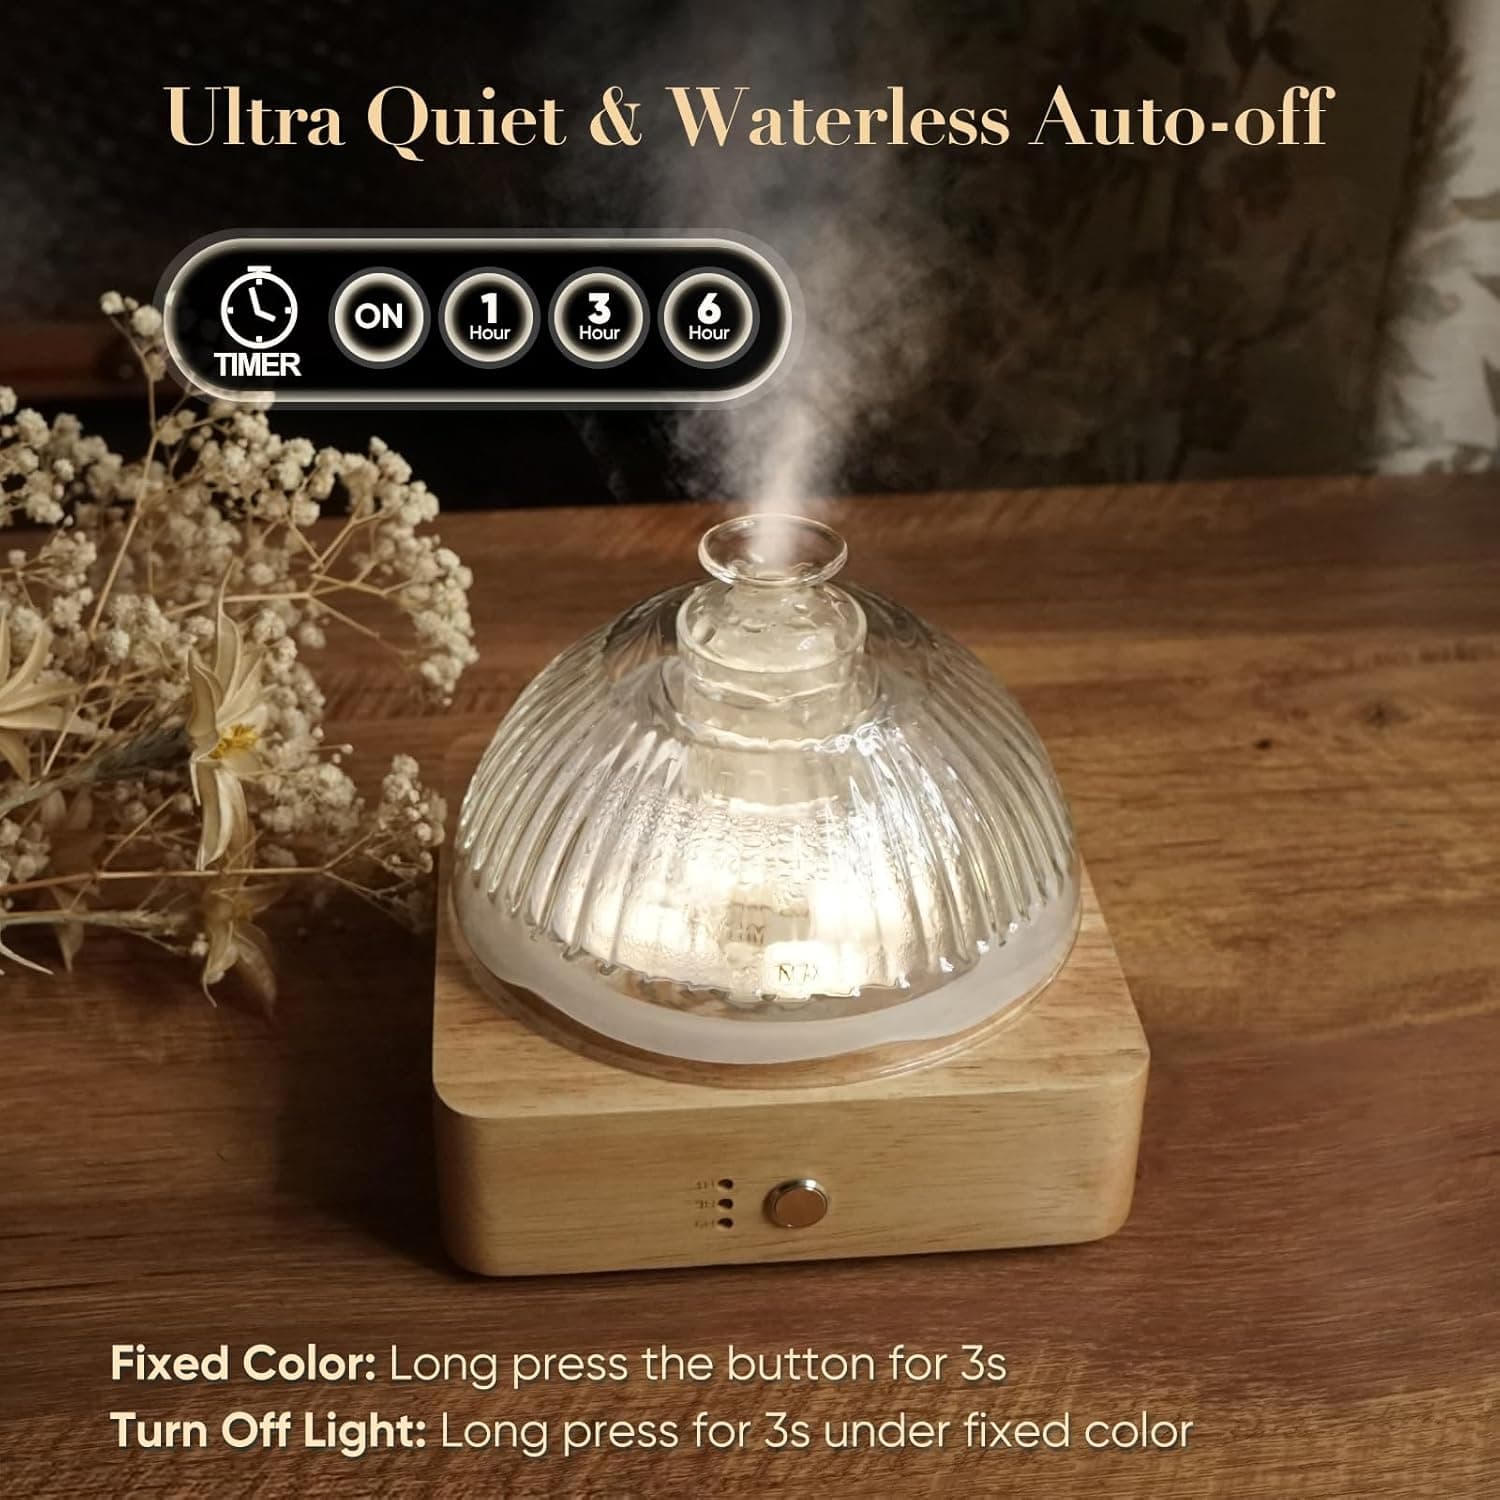 Ultra Quiet & Waterless Auto-off
TIMER
ON
1
Hour
3
Hour
6
Hour
Fixed Color: Long press the button for 3s
Turn Off Light: Long press for 3s under fixed color